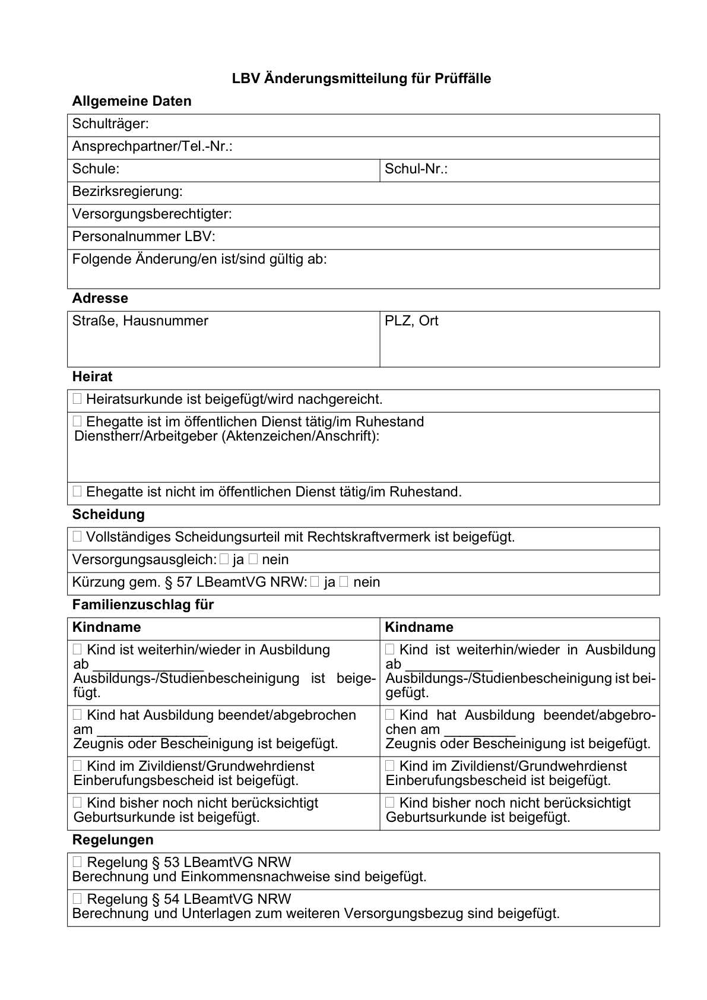 LBV Änderungsmitteilung für Prüffälle
Allgemeine Daten
Schulträger:
Ansprechpartner/Tel.-Nr.:
Schule: Schul-Nr.:
Bezirksregierung:
Versorgungsberechtigter:
Personalnummer LBV:
Folgende Änderung/en ist/sind gültig ab:
Adresse
Straße, Hausnummer PLZ, Ort
Heirat
☐ Heiratsurkunde ist beigefügt/wird nachgereicht.
☐ Ehegatte ist im öffentlichen Dienst tätig/im Ruhestand
Dienstherr/Arbeitgeber (Aktenzeichen/Anschrift):
☐ Ehegatte ist nicht im öffentlichen Dienst tätig/im Ruhestand.
Scheidung
☐ Vollständiges Scheidungsurteil mit Rechtskraftvermerk ist beigefügt.
Versorgungsausgleich: ☐ ja ☐ nein
Kürzung gem. § 57 LBeamtVG NRW: ☐ ja ☐ nein
Familienzuschlag für
Kindname
☐ Kind ist weiterhin/wieder in Ausbildung
ab _______________
Ausbildungs-/Studienbescheinigung ist beige-
fügt.
☐ Kind hat Ausbildung beendet/abgebrochen
am _______________
Zeugnis oder Bescheinigung ist beigefügt.
☐ Kind im Zivildienst/Grundwehrdienst
Einberufungsbescheid ist beigefügt.
☐ Kind bisher noch nicht berücksichtigt
Geburtsurkunde ist beigefügt.
Kindname
☐ Kind ist weiterhin/wieder in Ausbildung
ab ____________
Ausbildungs-/Studienbescheinigung ist bei-
gefügt.
☐ Kind hat Ausbildung beendet/abgebro-
chen am __________
Zeugnis oder Bescheinigung ist beigefügt.
☐ Kind im Zivildienst/Grundwehrdienst
Einberufungsbescheid ist beigefügt.
☐ Kind bisher noch nicht berücksichtigt
Geburtsurkunde ist beigefügt.
Regelungen
☐ Regelung § 53 LBeamtVG NRW
Berechnung und Einkommensnachweise sind beigefügt.
☐ Regelung § 54 LBeamtVG NRW
Berechnung und Unterlagen zum weiteren Versorgungsbezug sind beigefügt.